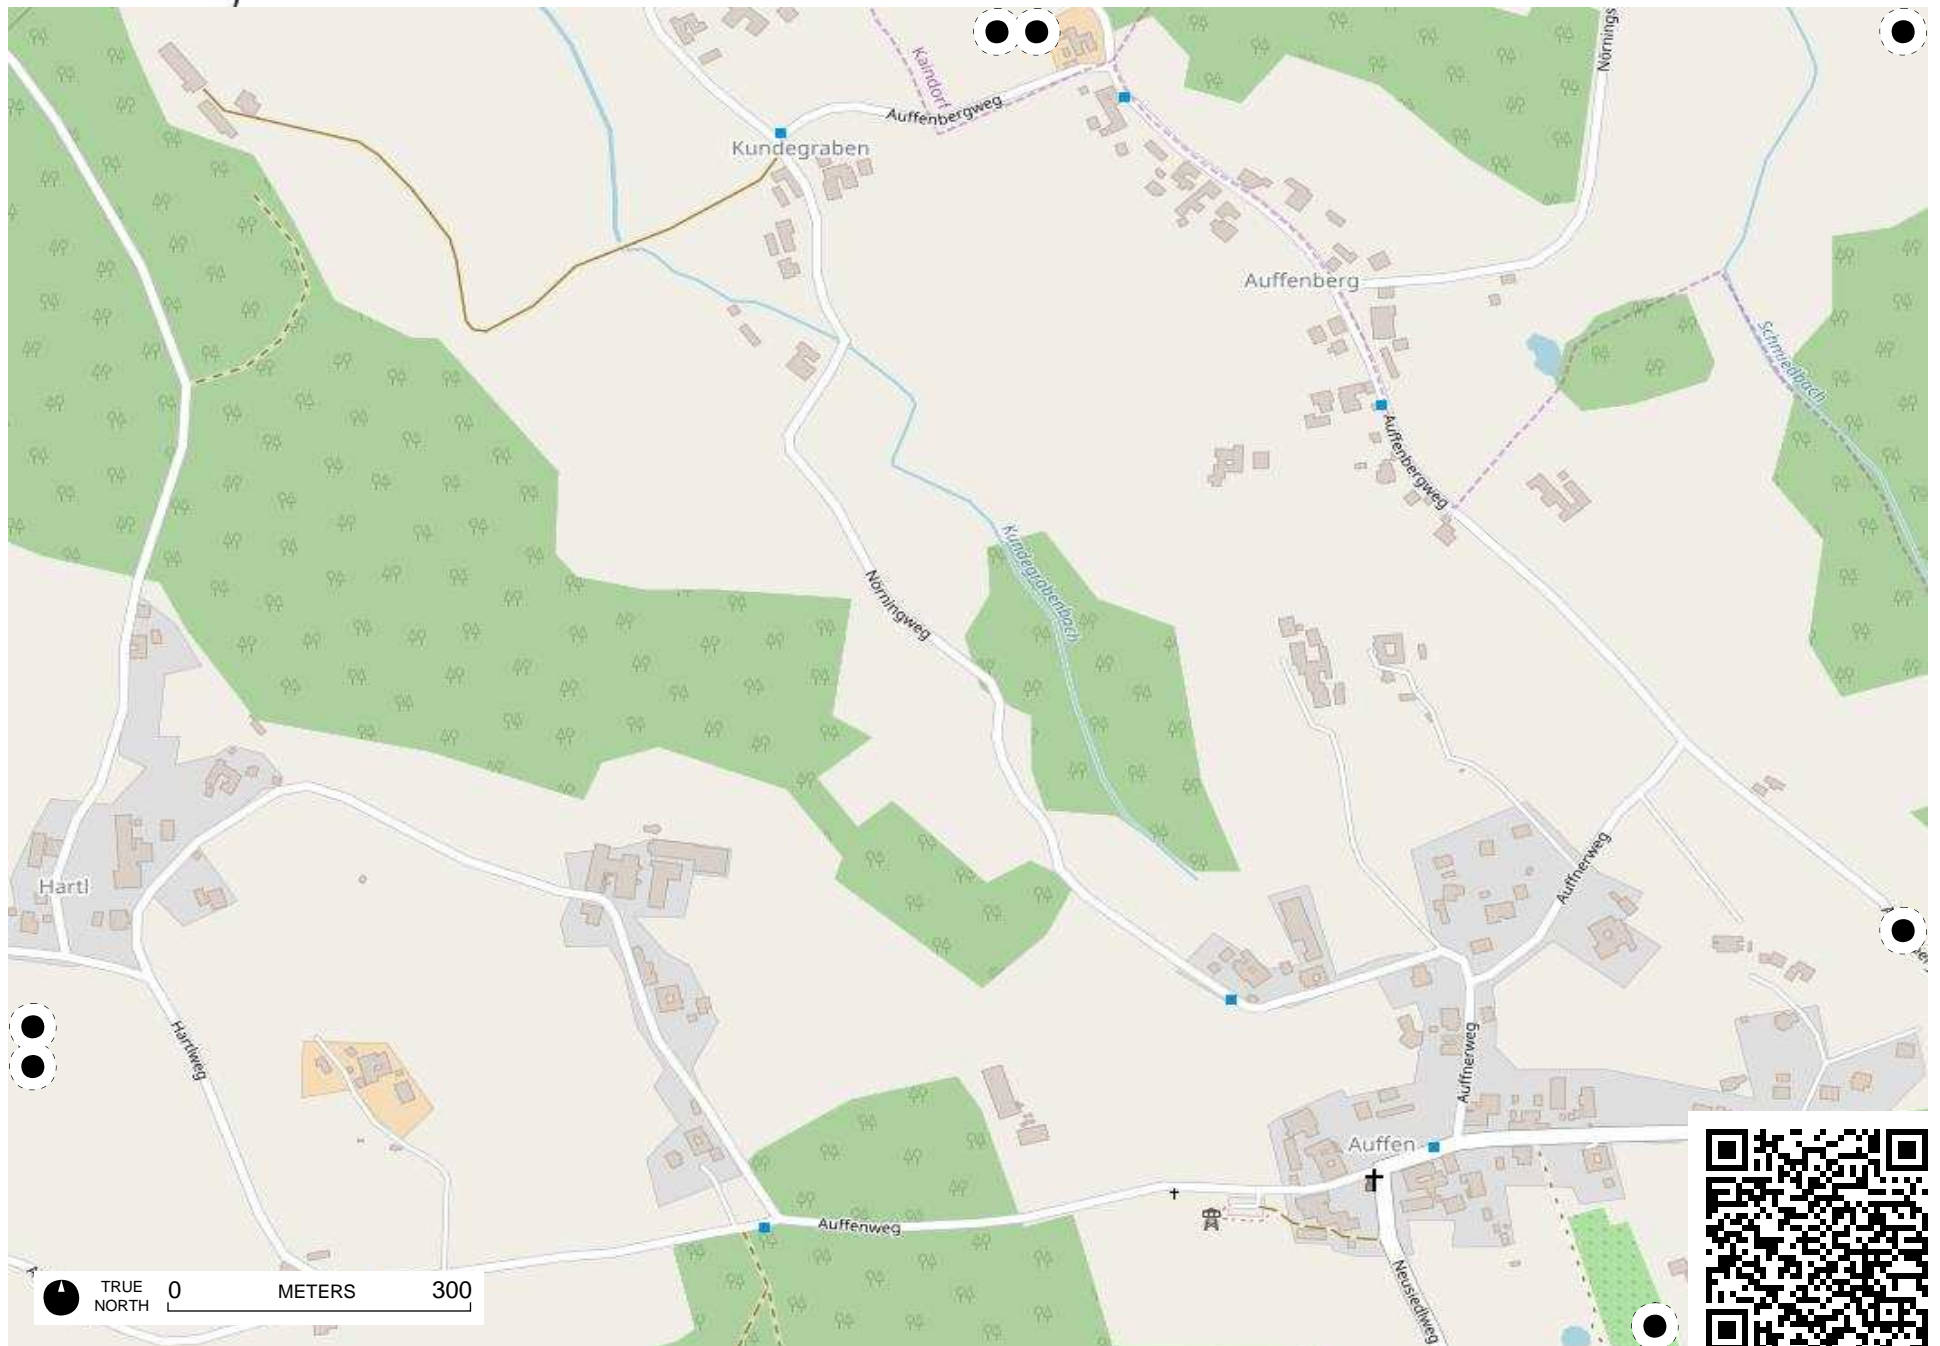 Nörnings
Kaindorf
Auffenbergweg
Kundegraben
Auffenberg
Schmiedbach
Auffenbergweg
Kundegrabenbach
Nörningweg
Auffnerweg
Hartl
Hartlweg
Auffnerweg
Auffen
Auffenweg
Neusiedlweg
TRUE NORTH
0 METERS 300